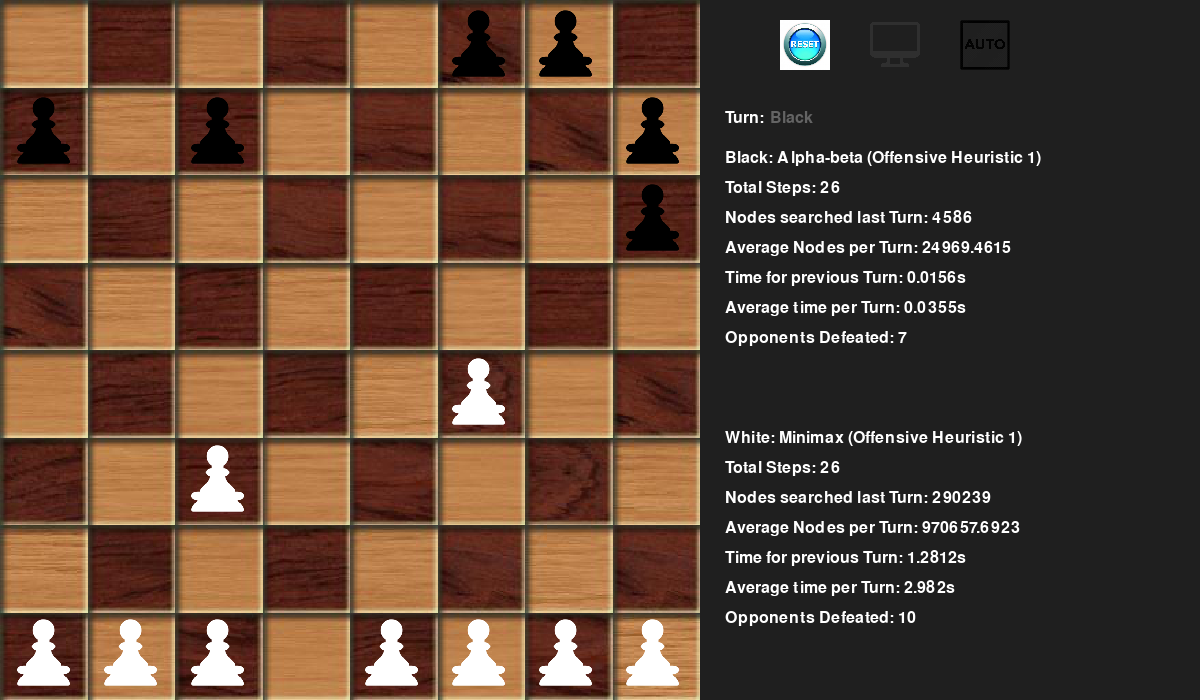 RESET
AUTO
Turn: Black
Black: Alpha-beta (Offensive Heuristic 1)
Total Steps: 26
Nodes searched last Turn: 4586
Average Nodes per Turn: 24969.4615
Time for previous Turn: 0.0156s
Average time per Turn: 0.0355s
Opponents Defeated: 7
White: Minimax (Offensive Heuristic 1)
Total Steps: 26
Nodes searched last Turn: 290239
Average Nodes per Turn: 970657.6923
Time for previous Turn: 1.2812s
Average time per Turn: 2.982s
Opponents Defeated: 10